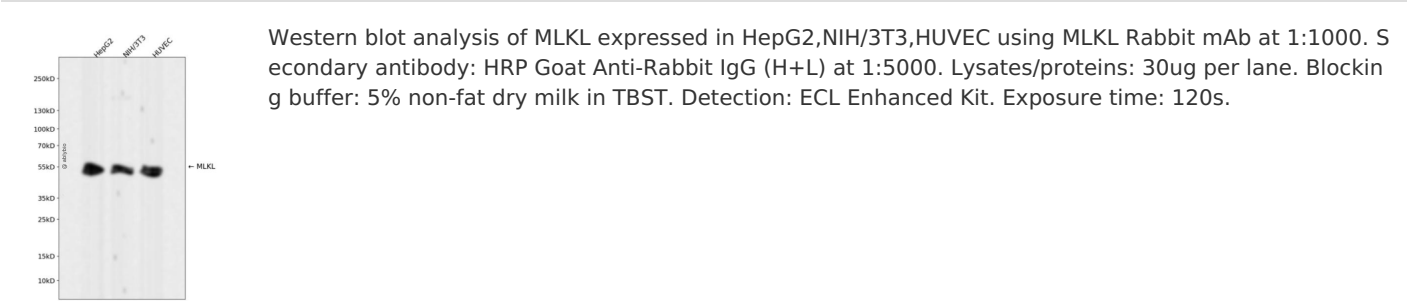 HepG2
NIH/3T3
HUVEC
250kD
130kD
100kD
70kD
55kD
35kD
25kD
15kD
10kD
@ abybio
← MLKL
Western blot analysis of MLKL expressed in HepG2,NIH/3T3,HUVEC using MLKL Rabbit mAb at 1:1000. S
econdary antibody: HRP Goat Anti-Rabbit IgG (H+L) at 1:5000. Lysates/proteins: 30ug per lane. Blockin
g buffer: 5% non-fat dry milk in TBST. Detection: ECL Enhanced Kit. Exposure time: 120s.